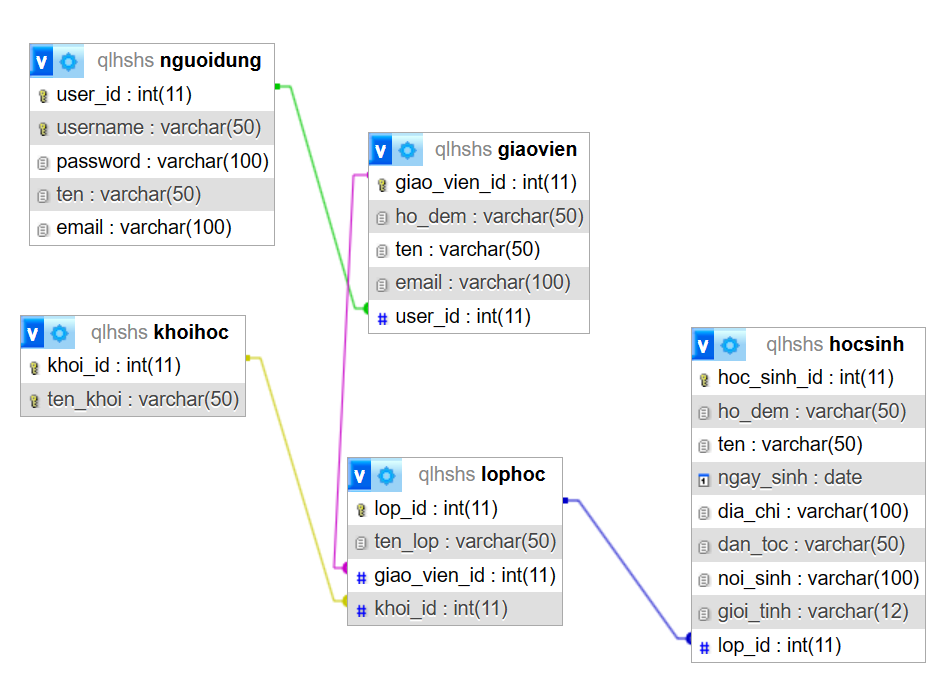 V qlhshs nguoidung
user_id : int(11)
username : varchar(50)
password : varchar(100)
ten : varchar(50)
email : varchar(100)
V qlhshs giaovien
giao_vien_id : int(11)
ho_dem : varchar(50)
ten : varchar(50)
email : varchar(100)
# user_id : int(11)
V qlhshs khoihoc
khoi_id : int(11)
ten_khoi : varchar(50)
V qlhshs lophoc
lop_id : int(11)
ten_lop : varchar(50)
# giao_vien_id : int(11)
# khoi_id : int(11)
V qlhshs hocsinh
hoc_sinh_id : int(11)
ho_dem : varchar(50)
ten : varchar(50)
ngay_sinh : date
dia_chi : varchar(100)
dan_toc : varchar(50)
noi_sinh : varchar(100)
gioi_tinh : varchar(12)
# lop_id : int(11)